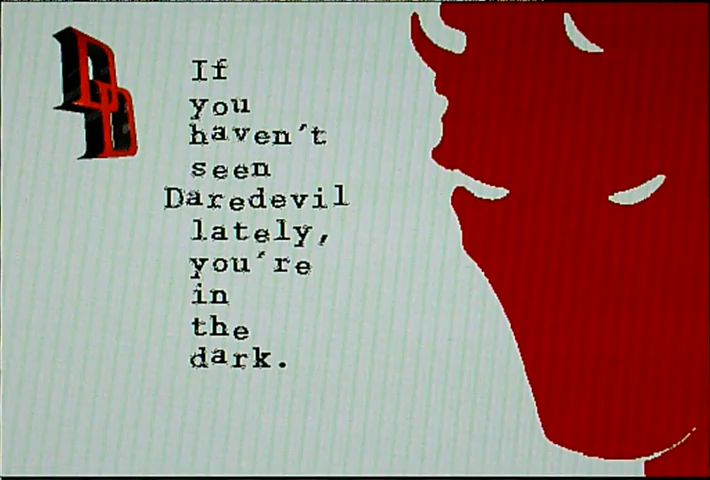 DD
If
you
haven't
seen
Daredevil
lately,
you're
in
the
dark.